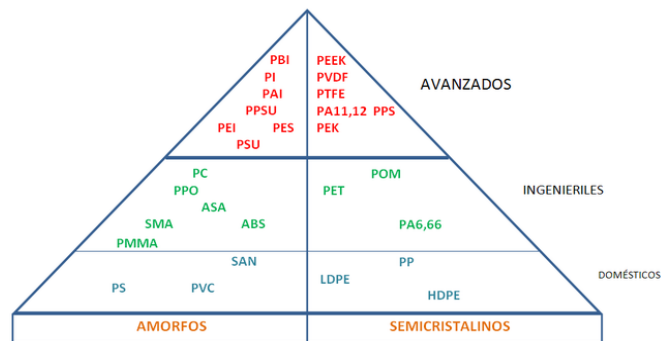 PBI PEEK
PI PVDF
AVANZADOS
PAI PTFE
PPSU PA11,12 PPS
PEI PES PEK
PSU
PC POM
PPO PET
INGENIERILES
ASA
SMA ABS PA6,66
PMMA
SAN PP
DOMÉSTICOS
LDPE
PS PVC HDPE
AMORFOS SEMICRISTALINOS